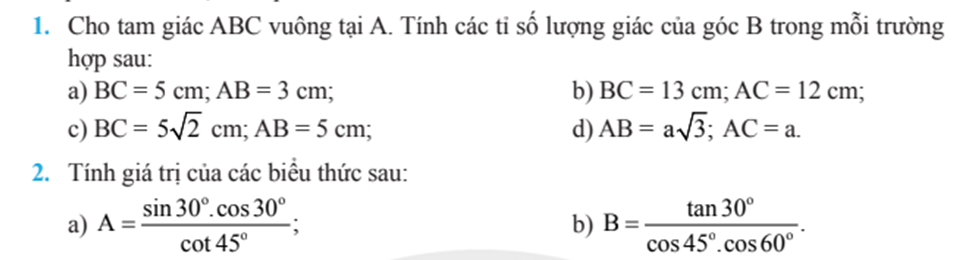 1. Cho tam giác ABC vuông tại A. Tính các tỉ số lượng giác của góc B trong mỗi trường
hợp sau:
a) BC = 5 cm; AB = 3 cm; b) BC = 13 cm; AC = 12 cm;
c) BC = 5√2 cm; AB = 5 cm; d) AB = a√3; AC = a.
2. Tính giá trị của các biểu thức sau:
a) A = (sin 30°.cos 30°)/(cot 45°); b) B = (tan 30°)/(cos 45°.cos 60°).